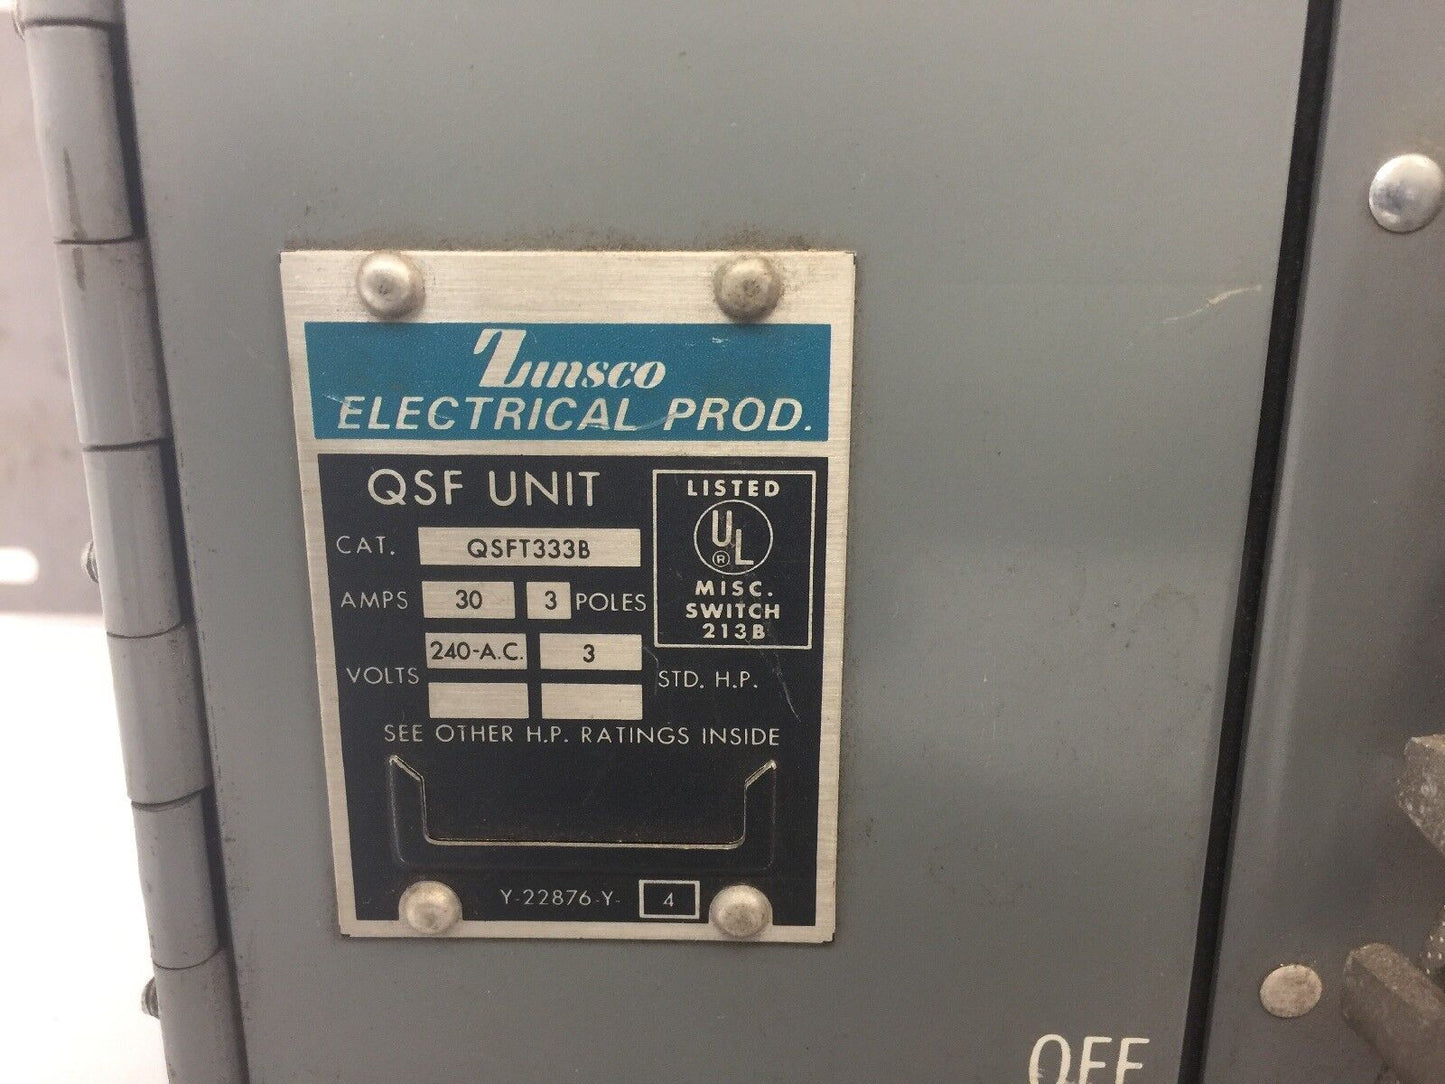 Zinsco
ELECTRICAL PROD.
QSF UNIT
CAT. QSFT333B
AMPS 30 3 POLES
VOLTS 240-A.C. 3 STD. H.P.
LISTED
UL
®
MISC.
SWITCH
213B
SEE OTHER H.P. RATINGS INSIDE
Y-22876-Y- 4
OFF